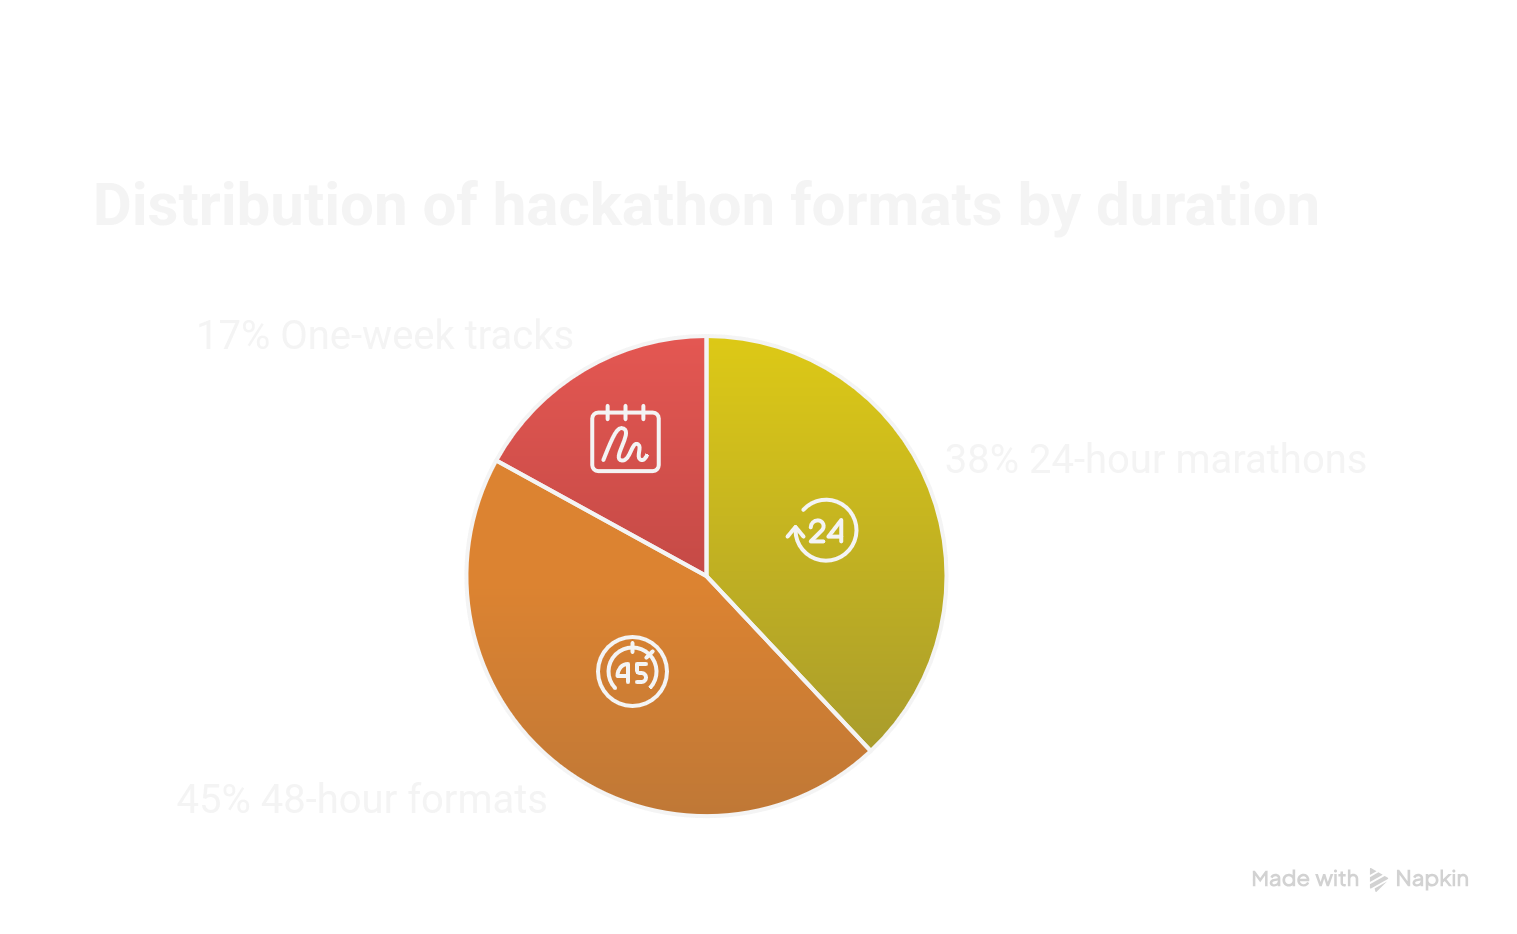 Distribution of hackathon formats by duration
17% One-week tracks
38% 24-hour marathons
24
45
45% 48-hour formats
Made with Napkin